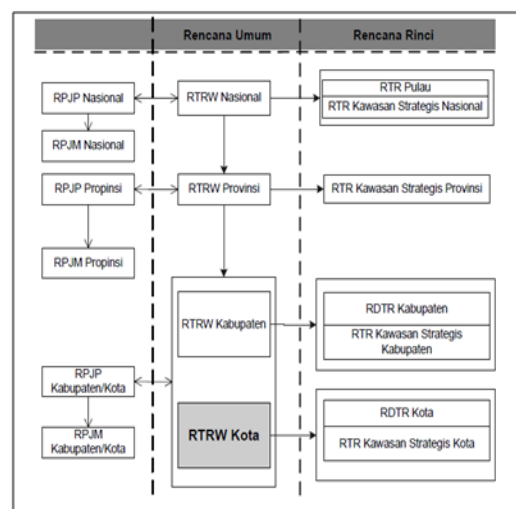 Rencana Umum
Rencana Rinci
RPJP Nasional
RTRW Nasional
RTR Pulau
RTR Kawasan Strategis Nasional
RPJM Nasional
RPJP Propinsi
RTRW Provinsi
RTR Kawasan Strategis Provinsi
RPJM Propinsi
RTRW Kabupaten
RDTR Kabupaten
RTR Kawasan Strategis
Kabupaten
RPJP
Kabupaten/Kota
RPJM
Kabupaten/Kota
RTRW Kota
RDTR Kota
RTR Kawasan Strategis Kota